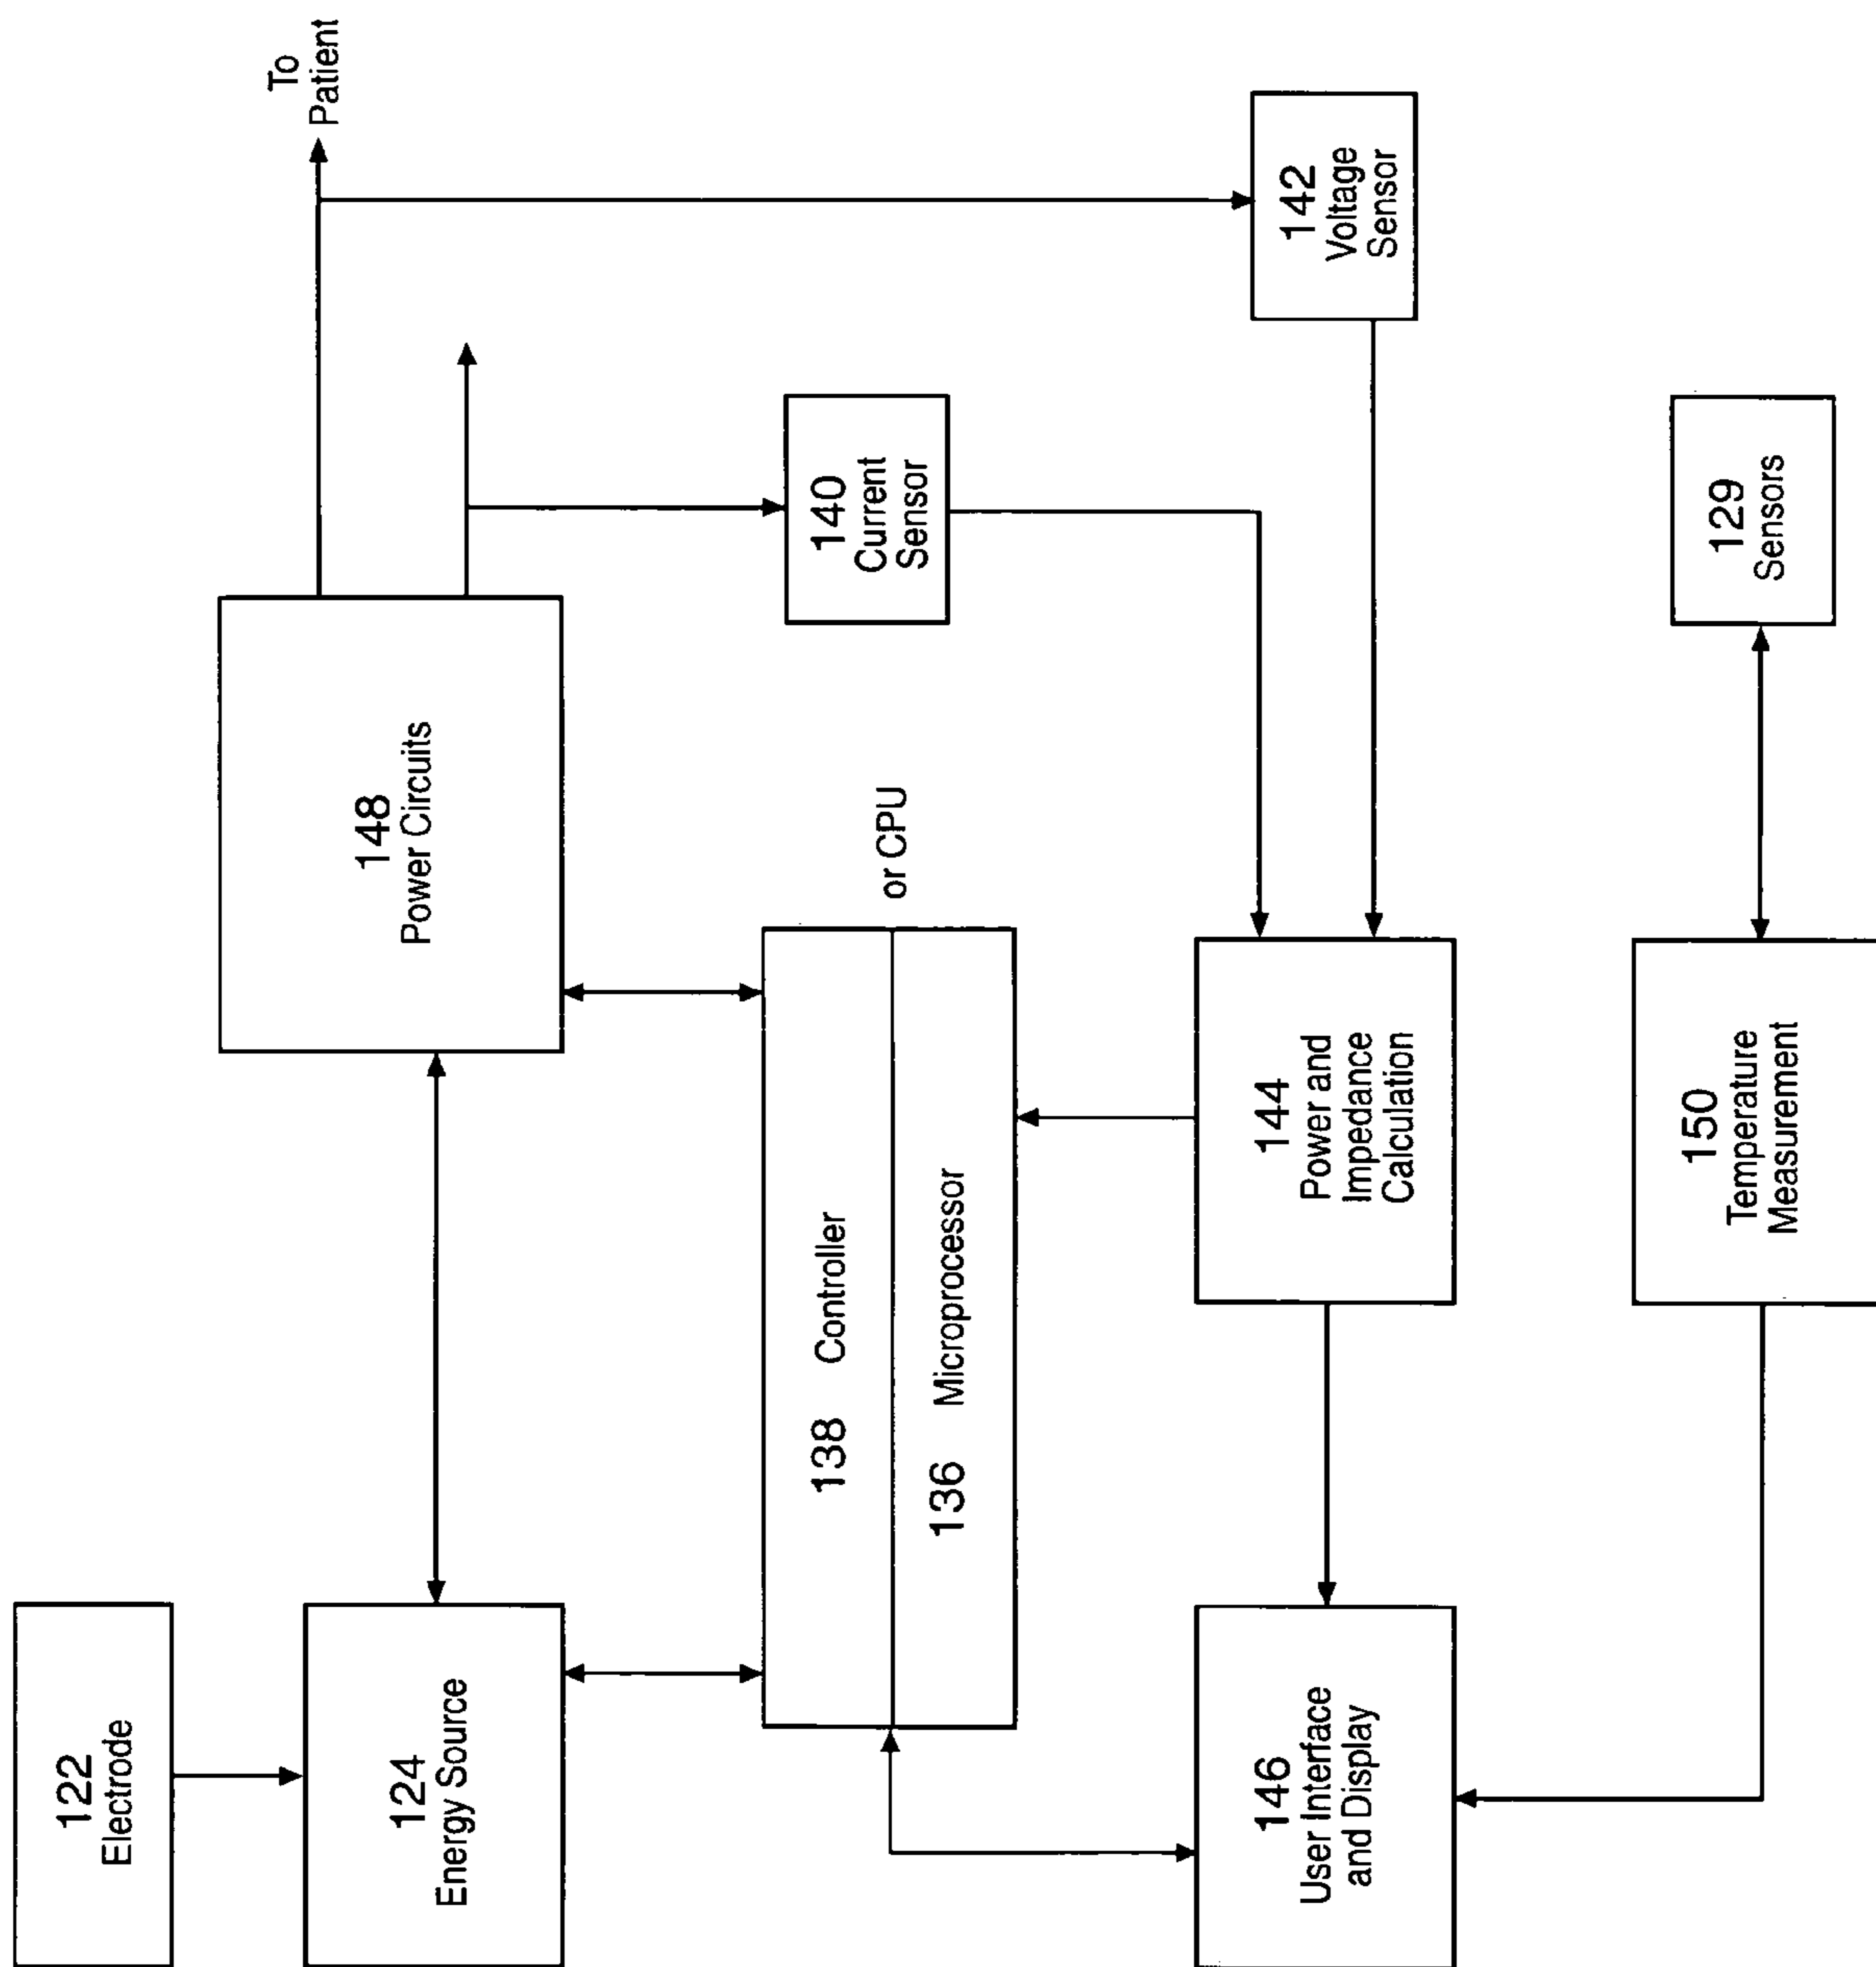 122
Electrode
124
Energy Source
148
Power Circuits
To
Patient
138 Controller
136 Microprocessor
or CPU
140
Current
Sensor
142
Voltage
Sensor
146
User Interface
and Display
144
Power and
Impedance
Calculation
150
Temperature
Measurement
129
Sensors